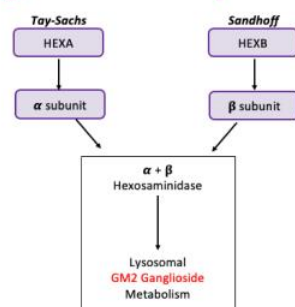 Tay-Sachs
HEXA
α subunit
Sandhoff
HEXB
β subunit
α + β
Hexosaminidase
Lysosomal
GM2 Ganglioside
Metabolism